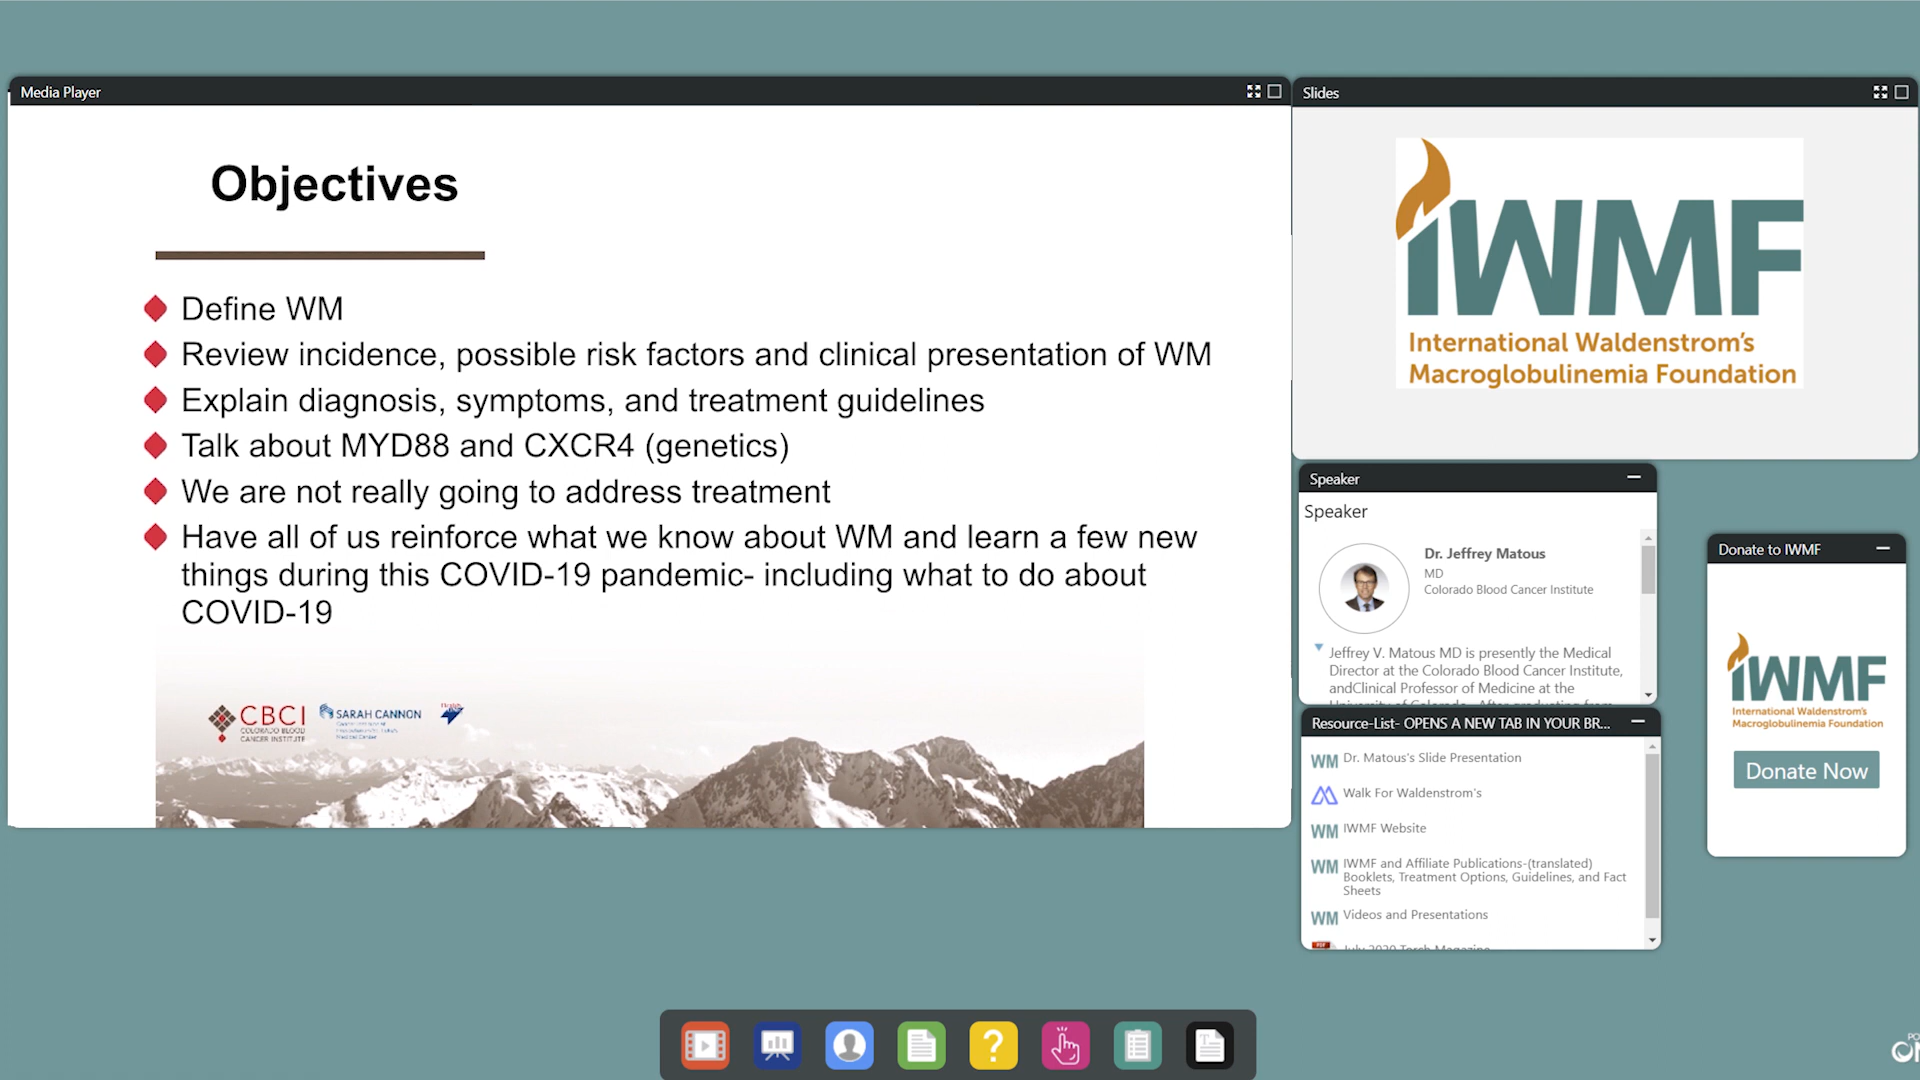 Media Player
Objectives
Define WM
Review incidence, possible risk factors and clinical presentation of WM
Explain diagnosis, symptoms, and treatment guidelines
Talk about MYD88 and CXCR4 (genetics)
We are not really going to address treatment
Have all of us reinforce what we know about WM and learn a few new
things during this COVID-19 pandemic- including what to do about
COVID-19
CBCI
COLORADO BLOOD
CANCER INSTITUTE
SARAH CANNON
Slides
IWMF
International Waldenstrom's
Macroglobulinemia Foundation
Speaker
Speaker
Dr. Jeffrey Matous
MD
Colorado Blood Cancer Institute
Jeffrey V. Matous MD is presently the Medical
Director at the Colorado Blood Cancer Institute,
andClinical Professor of Medicine at the
University of Colorado. After graduating from
Resource-List- OPENS A NEW TAB IN YOUR BR...
WM Dr. Matous's Slide Presentation
Walk For Waldenstrom's
WM IWMF Website
WM IWMF and Affiliate Publications-(translated)
Booklets, Treatment Options, Guidelines, and Fact
Sheets
WM Videos and Presentations
July 2020 Torch Magazine
Donate to IWMF
IWMF
International Waldenstrom's
Macroglobulinemia Foundation
Donate Now
?